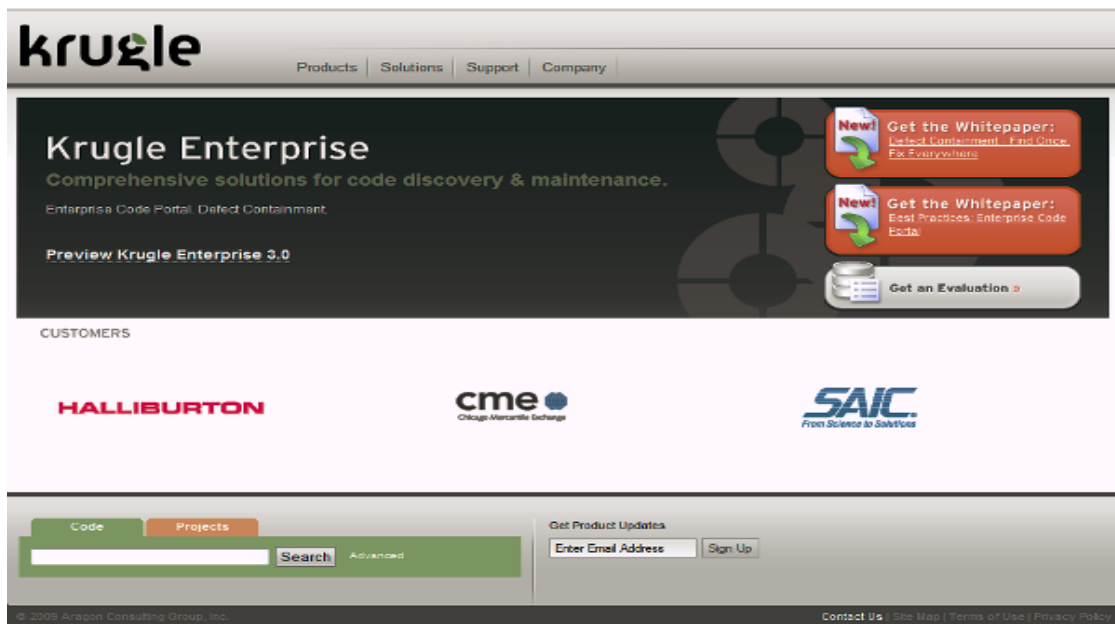 krugle
Products | Solutions | Support | Company
Krugle Enterprise
Comprehensive solutions for code discovery & maintenance.
Enterprise Code Portal. Defect Containment.
Preview Krugle Enterprise 3.0
New! Get the Whitepaper:
Defect Containment : Find Once,
Fix Everywhere
New! Get the Whitepaper:
Best Practices: Enterprise Code
Portal
Get an Evaluation »
CUSTOMERS
HALLIBURTON
cme
Chicago Mercantile Exchange
SAIC
From Science to Solutions
Code
Projects
Search
Advanced
Get Product Updates
Enter Email Address
Sign Up
© 2009 Aragon Consulting Group, Inc.
Contact Us | Site Map | Terms of Use | Privacy Policy